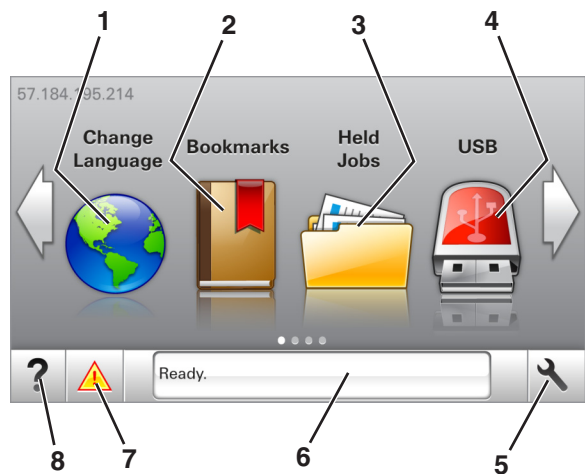 1 2 3 4
57.184.195.214
Change
Language
Bookmarks
Held
Jobs
USB
? Ready.
8 7 6 5